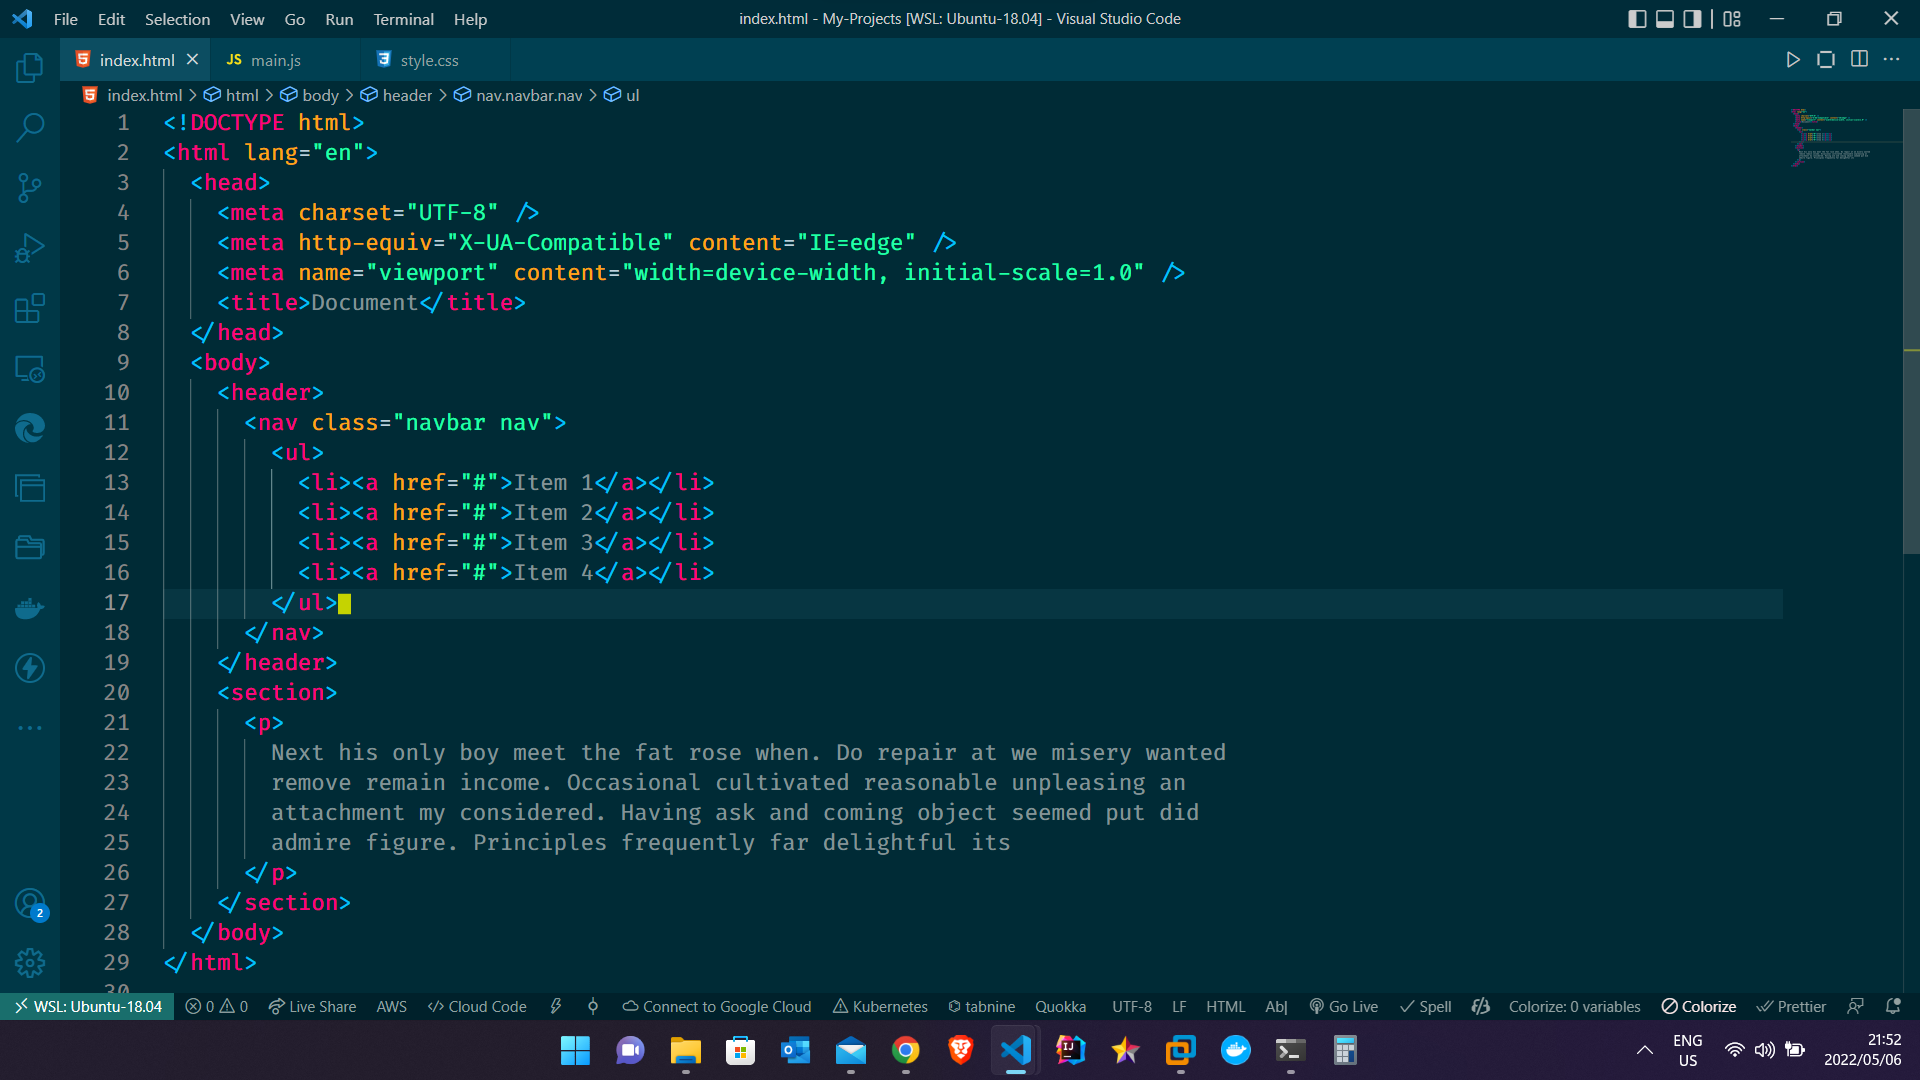 File Edit Selection View Go Run Terminal Help index.html - My-Projects [WSL: Ubuntu-18.04] - Visual Studio Code
index.html JS main.js style.css
index.html > html > body > header > nav.navbar.nav > ul
1 <!DOCTYPE html>
2 <html lang="en">
3 <head>
4 <meta charset="UTF-8" />
5 <meta http-equiv="X-UA-Compatible" content="IE=edge" />
6 <meta name="viewport" content="width=device-width, initial-scale=1.0" />
7 <title>Document</title>
8 </head>
9 <body>
10 <header>
11 <nav class="navbar nav">
12 <ul>
13 <li><a href="#">Item 1</a></li>
14 <li><a href="#">Item 2</a></li>
15 <li><a href="#">Item 3</a></li>
16 <li><a href="#">Item 4</a></li>
17 </ul>
18 </nav>
19 </header>
20 <section>
21 <p>
22 Next his only boy meet the fat rose when. Do repair at we misery wanted
23 remove remain income. Occasional cultivated reasonable unpleasing an
24 attachment my considered. Having ask and coming object seemed put did
25 admire figure. Principles frequently far delightful its
26 </p>
27 </section>
28 </body>
29 </html>
30
2
WSL: Ubuntu-18.04 0 0 Live Share AWS Cloud Code Connect to Google Cloud Kubernetes tabnine Quokka UTF-8 LF HTML Ab| Go Live Spell Colorize: 0 variables Colorize Prettier
ENG 21:52
US 2022/05/06